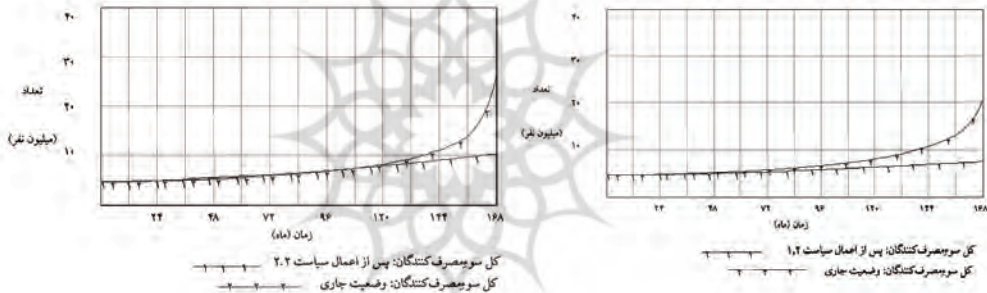 ۴۰
۳۰
تعداد
۲۰
(میلیون نفر)
۱۰
۲۴ ۴۸ ۷۲ ۹۶ ۱۲۰ ۱۴۴ ۱۶۸
زمان (ماه)
کل سوءمصرف‌کنندگان: پس از اعمال سیاست ۲.۲
کل سوءمصرف‌کنندگان: وضعیت جاری
۴۰
۳۰
تعداد
۲۰
(میلیون نفر)
۱۰
۲۴ ۴۸ ۷۲ ۹۶ ۱۲۰ ۱۴۴ ۱۶۸
زمان (ماه)
کل سوءمصرف‌کنندگان: پس از اعمال سیاست ۱.۲
کل سوءمصرف‌کنندگان: وضعیت جاری